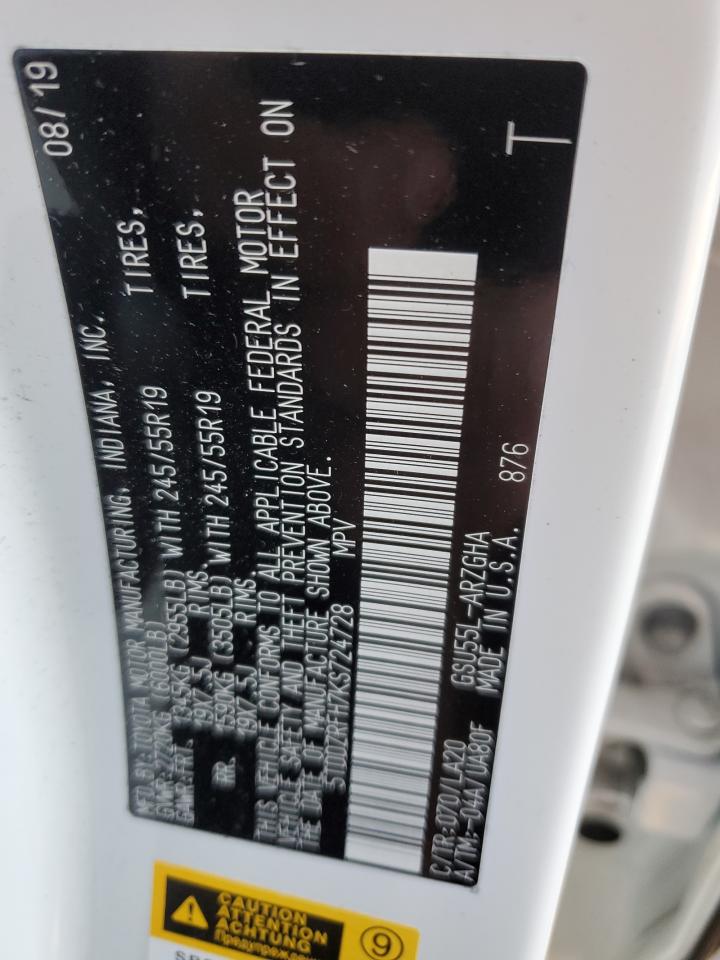 MFD.BY:TOYOTA MOTOR MANUFACTURING, INDIANA, INC. 08/19
GVWR:2720KG (6000LB)
GAWR:FRT. KG (2955LB) WITH 245/55R19 TIRES,
19X7.5J RIMS.
RR. 1590KG (3505LB) WITH 245/55R19 TIRES,
19X7.5J RIMS.
THIS VEHICLE CONFORMS TO ALL APPLICABLE FEDERAL MOTOR
VEHICLE SAFETY AND THEFT PREVENTION STANDARDS IN EFFECT ON
THE DATE OF MANUFACTURE SHOWN ABOVE.
MPV
C/TR:070/LA20 GSU55L-ARZGHA
A/TM:-04A/UA80F MADE IN U.S.A. 876
T
CAUTION
ATTENTION
ACHTUNG
9